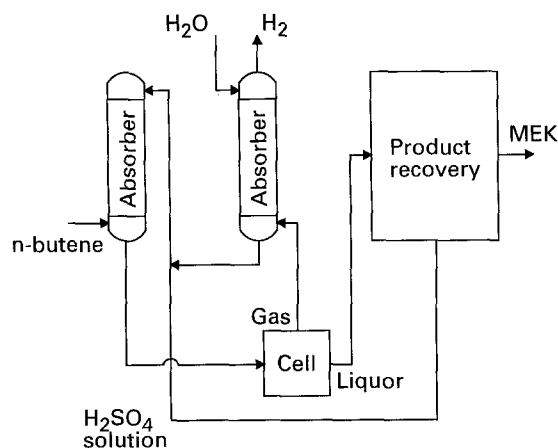 H₂O
H₂
Absorber
Absorber
Product
recovery
MEK
n-butene
Gas
Cell
Liquor
H₂SO₄
solution